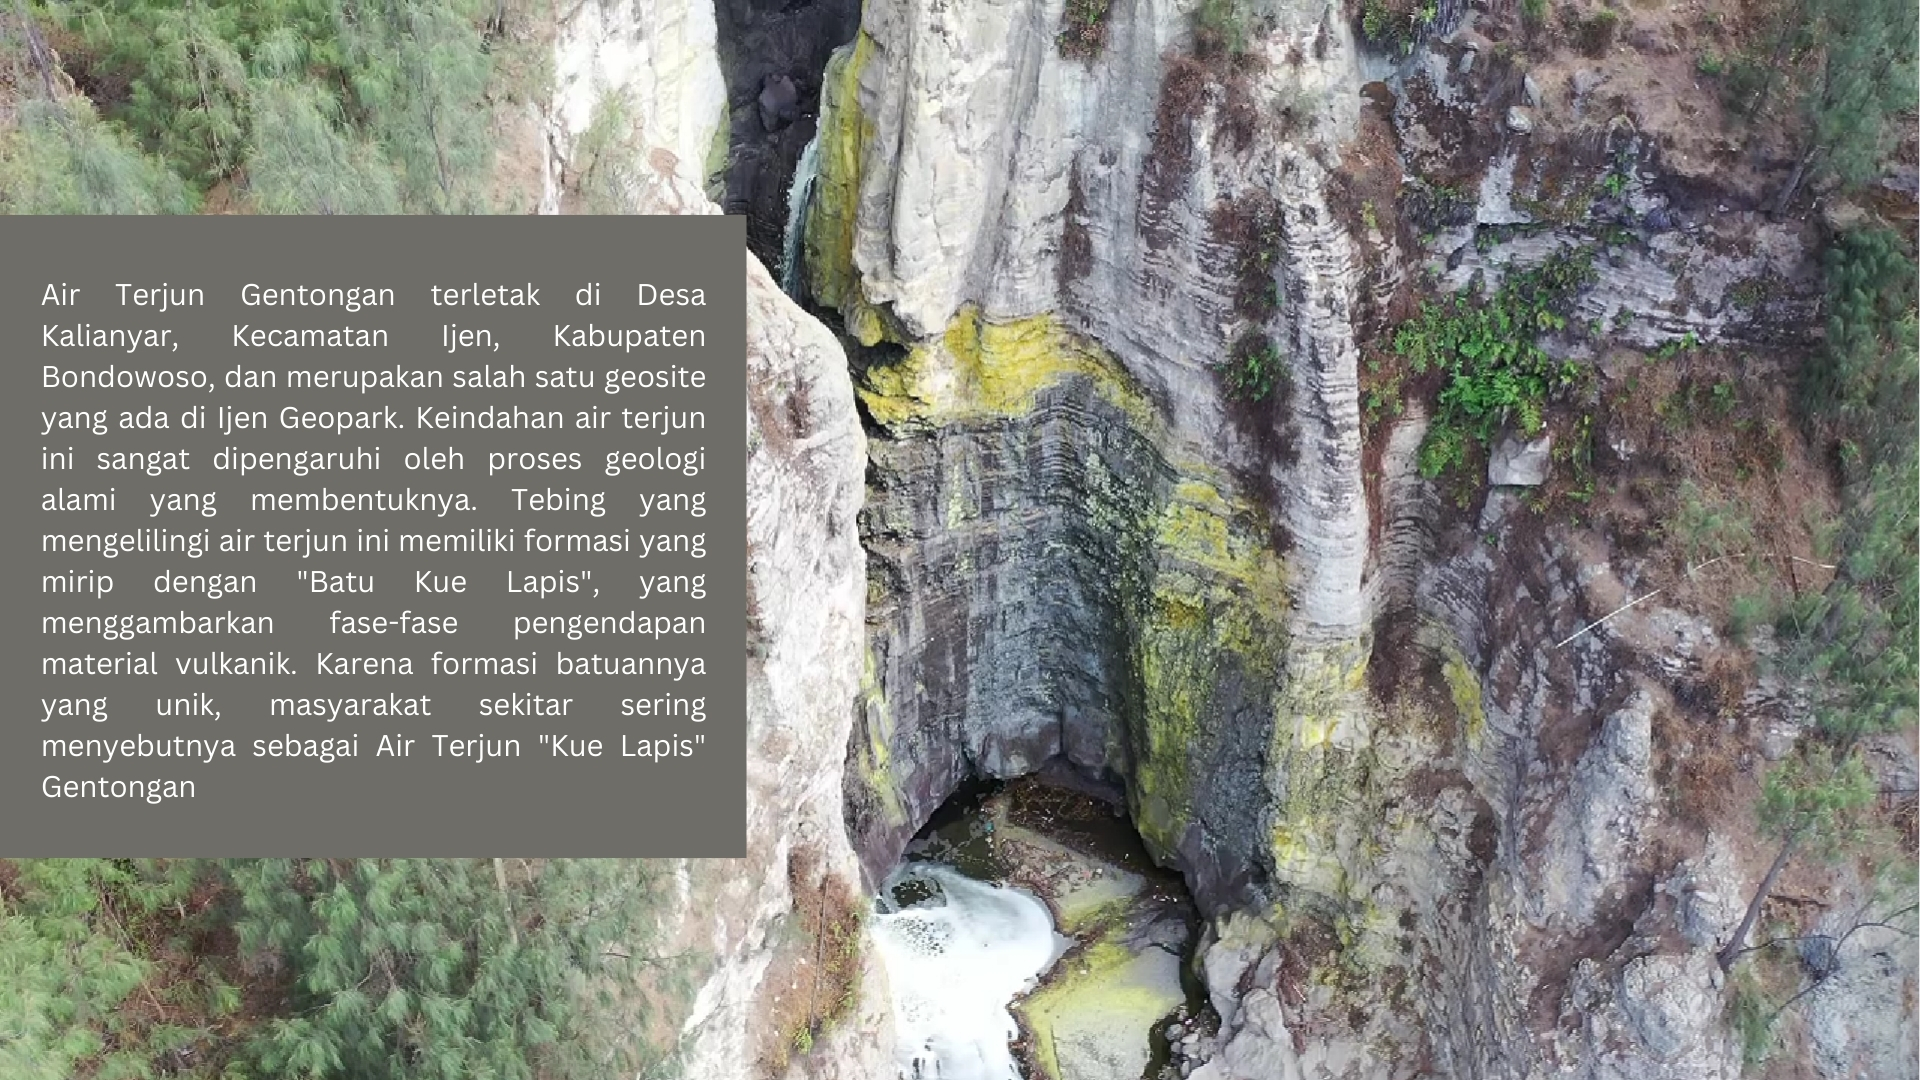 Air Terjun Gentongan terletak di Desa
Kalianyar, Kecamatan Ijen, Kabupaten
Bondowoso, dan merupakan salah satu geosite
yang ada di Ijen Geopark. Keindahan air terjun
ini sangat dipengaruhi oleh proses geologi
alami yang membentuknya. Tebing yang
mengelilingi air terjun ini memiliki formasi yang
mirip dengan "Batu Kue Lapis", yang
menggambarkan fase-fase pengendapan
material vulkanik. Karena formasi batuannya
yang unik, masyarakat sekitar sering
menyebutnya sebagai Air Terjun "Kue Lapis"
Gentongan